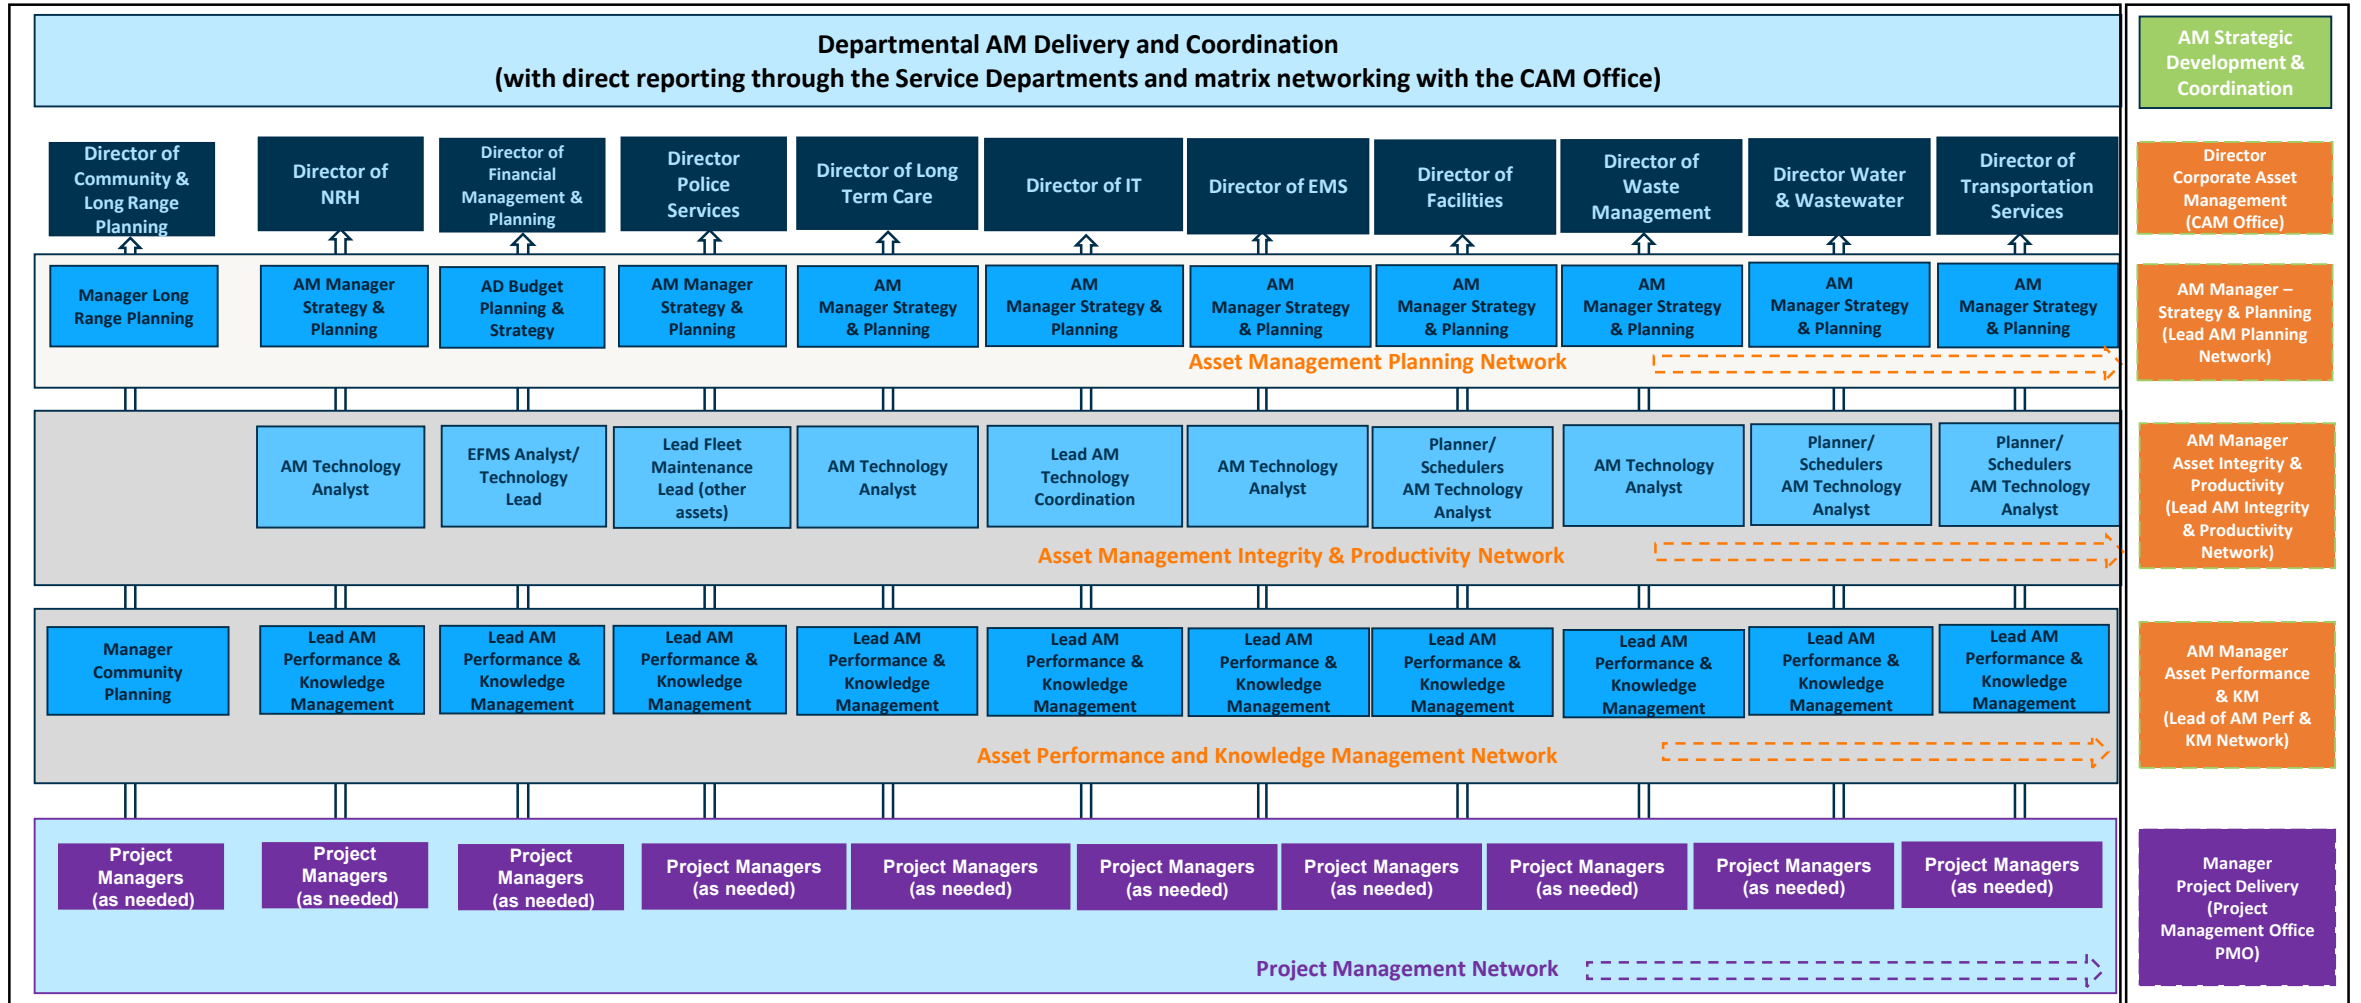 Departmental AM Delivery and Coordination
(with direct reporting through the Service Departments and matrix networking with the CAM Office)
AM Strategic
Development &
Coordination
Director of
Community &
Long Range
Planning
Director of
NRH
Director of
Financial
Management &
Planning
Director
Police
Services
Director of Long
Term Care
Director of IT
Director of EMS
Director of
Facilities
Director of
Waste
Management
Director Water
& Wastewater
Director of
Transportation
Services
Director
Corporate Asset
Management
(CAM Office)
Manager Long
Range Planning
AM Manager
Strategy &
Planning
AD Budget
Planning &
Strategy
AM Manager
Strategy &
Planning
AM
Manager Strategy
& Planning
AM
Manager Strategy &
Planning
AM
Manager Strategy
& Planning
AM
Manager Strategy
& Planning
AM
Manager Strategy
& Planning
AM
Manager Strategy
& Planning
AM
Manager Strategy
& Planning
AM Manager –
Strategy & Planning
(Lead AM Planning
Network)
Asset Management Planning Network
AM Technology
Analyst
EFMS Analyst/
Technology
Lead
Lead Fleet
Maintenance
Lead (other
assets)
AM Technology
Analyst
Lead AM
Technology
Coordination
AM Technology
Analyst
Planner/
Schedulers
AM Technology
Analyst
AM Technology
Analyst
Planner/
Schedulers
AM Technology
Analyst
Planner/
Schedulers
AM Technology
Analyst
AM Manager
Asset Integrity &
Productivity
(Lead AM Integrity
& Productivity
Network)
Asset Management Integrity & Productivity Network
Manager
Community
Planning
Lead AM
Performance &
Knowledge
Management
Lead AM
Performance &
Knowledge
Management
Lead AM
Performance &
Knowledge
Management
Lead AM
Performance &
Knowledge
Management
Lead AM
Performance &
Knowledge
Management
Lead AM
Performance &
Knowledge
Management
Lead AM
Performance &
Knowledge
Management
Lead AM
Performance &
Knowledge
Management
Lead AM
Performance &
Knowledge
Management
Lead AM
Performance &
Knowledge
Management
AM Manager
Asset Performance
& KM
(Lead of AM Perf &
KM Network)
Asset Performance and Knowledge Management Network
Project
Managers
(as needed)
Project
Managers
(as needed)
Project
Managers
(as needed)
Project Managers
(as needed)
Project Managers
(as needed)
Project Managers
(as needed)
Project Managers
(as needed)
Project Managers
(as needed)
Project Managers
(as needed)
Project Managers
(as needed)
Manager
Project Delivery
(Project
Management Office
PMO)
Project Management Network